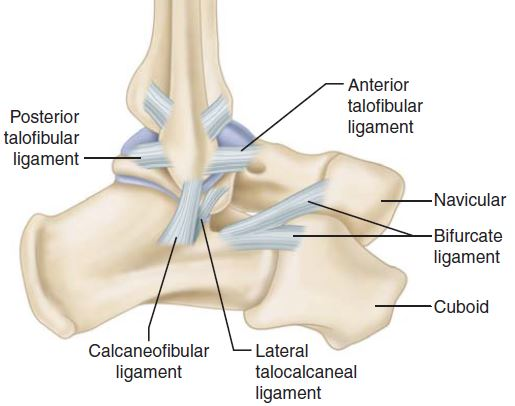 Anterior
talofibular
ligament
Posterior
talofibular
ligament
Navicular
Bifurcate
ligament
Cuboid
Calcaneofibular
ligament
Lateral
talocalcaneal
ligament